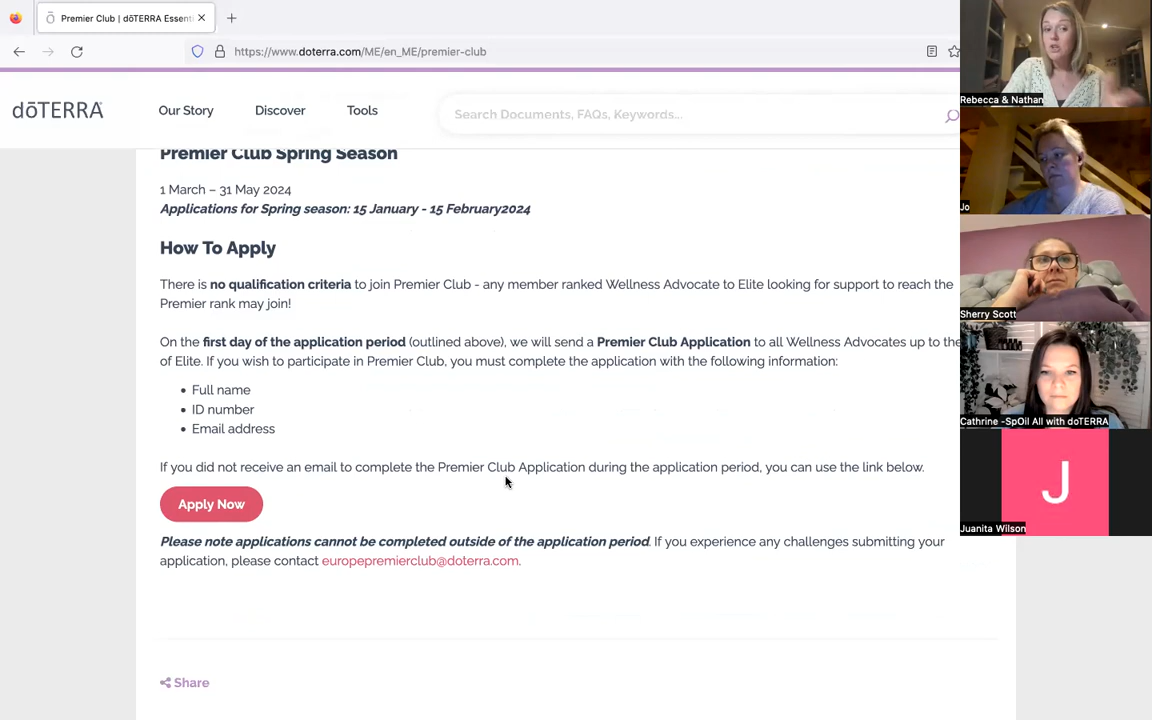 Premier Club | dōTERRA Essenti
https://www.doterra.com/ME/en_ME/premier-club
dōTERRA
Our Story
Discover
Tools
Search Documents, FAQs, Keywords...
Premier Club Spring Season
1 March – 31 May 2024
Applications for Spring season: 15 January - 15 February2024
How To Apply
There is no qualification criteria to join Premier Club - any member ranked Wellness Advocate to Elite looking for support to reach the
Premier rank may join!
On the first day of the application period (outlined above), we will send a Premier Club Application to all Wellness Advocates up to the
of Elite. If you wish to participate in Premier Club, you must complete the application with the following information:
• Full name
• ID number
• Email address
If you did not receive an email to complete the Premier Club Application during the application period, you can use the link below.
Apply Now
Please note applications cannot be completed outside of the application period. If you experience any challenges submitting your
application, please contact europepremierclub@doterra.com.
Share
Rebecca & Nathan
Jo
Sherry Scott
Cathrine -SpOil All with doTERRA
J
Juanita Wilson